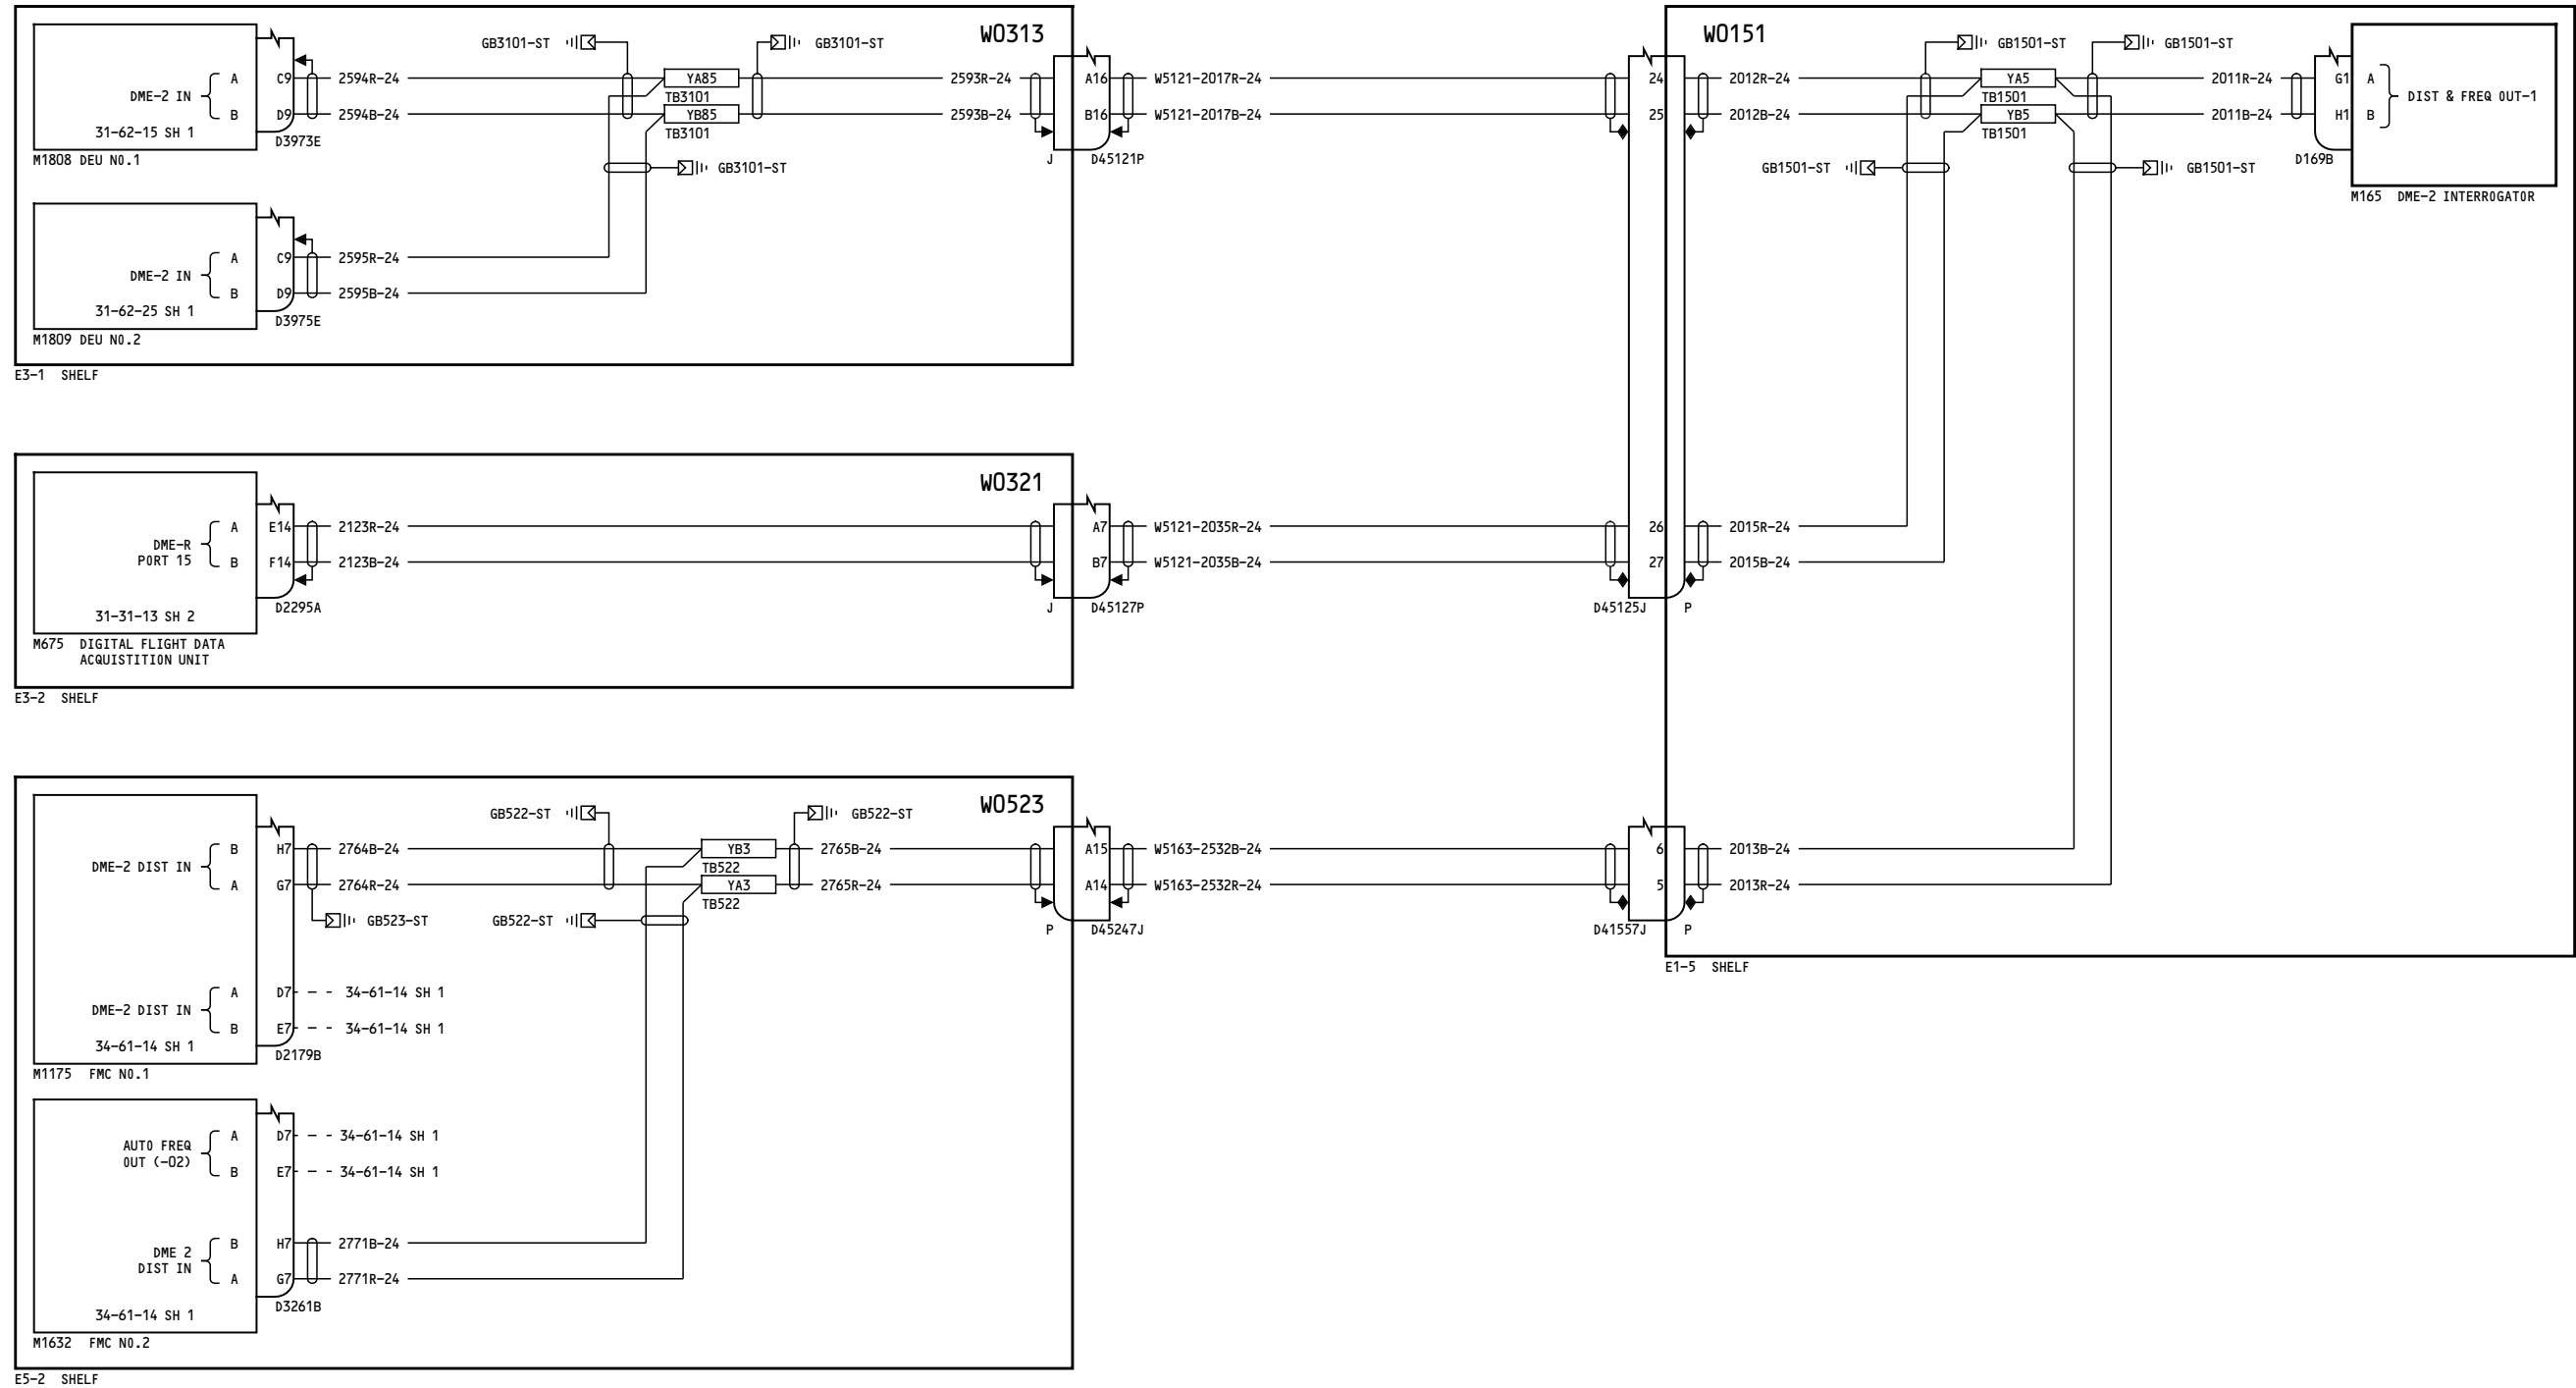 W0313
GB3101-ST
GB3101-ST
A C9 2594R-24 YA85 2593R-24 A16 W5121-2017R-24
DME-2 IN
TB3101
B D9 2594B-24 YB85 2593B-24 B16 W5121-2017B-24
31-62-15 SH 1
D3973E
TB3101
M1808 DEU NO.1
J D45121P
GB3101-ST
A C9 2595R-24
DME-2 IN
B D9 2595B-24
31-62-25 SH 1
D3975E
M1809 DEU NO.2
E3-1 SHELF
W0151
GB1501-ST
GB1501-ST
24 2012R-24 YA5 2011R-24 G1 A
TB1501
DIST & FREQ OUT-1
25 2012B-24 YB5 2011B-24 H1 B
TB1501
D169B
GB1501-ST
GB1501-ST
M165 DME-2 INTERROGATOR
W0321
A E14 2123R-24 A7 W5121-2035R-24 26 2015R-24
DME-R
PORT 15
B F14 2123B-24 B7 W5121-2035B-24 27 2015B-24
31-31-13 SH 2
D2295A
J D45127P
D45125J P
M675 DIGITAL FLIGHT DATA
ACQUISTITION UNIT
E3-2 SHELF
W0523
GB522-ST
GB522-ST
B H7 2764B-24 YB3 2765B-24 A15 W5163-2532B-24 6 2013B-24
DME-2 DIST IN
TB522
A G7 2764R-24 YA3 2765R-24 A14 W5163-2532R-24 5 2013R-24
TB522
GB523-ST
GB522-ST
P D45247J
D41557J P
E1-5 SHELF
A D7 34-61-14 SH 1
DME-2 DIST IN
B E7 34-61-14 SH 1
34-61-14 SH 1
D2179B
M1175 FMC NO.1
A D7 34-61-14 SH 1
AUTO FREQ
OUT (-02)
B E7 34-61-14 SH 1
B H7 2771B-24
DME 2
DIST IN
A G7 2771R-24
D3261B
34-61-14 SH 1
M1632 FMC NO.2
E5-2 SHELF